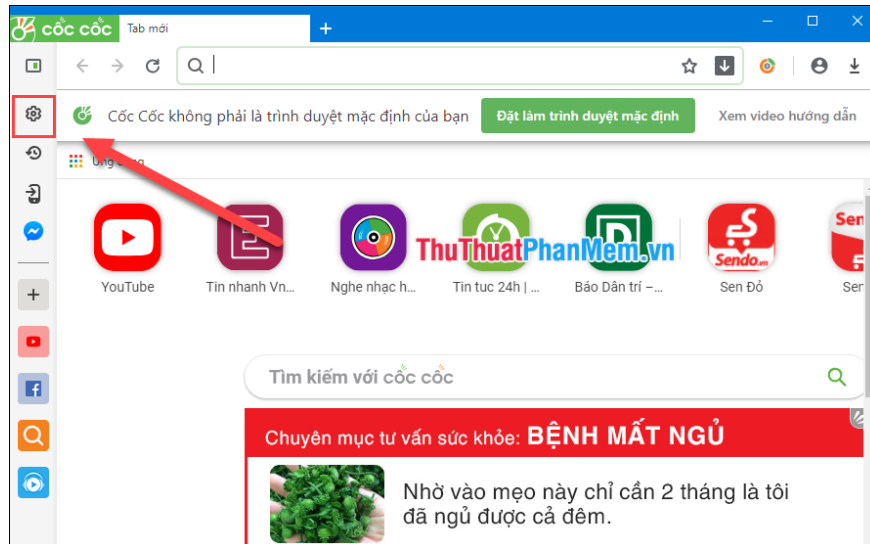 cốc cốc
Tab mới
Cốc Cốc không phải là trình duyệt mặc định của bạn
Đặt làm trình duyệt mặc định
Xem video hướng dẫn
E
D
Sendo.vn
Sen
ThuThuatPhanMem.vn
YouTube
Tin nhanh Vn...
Nghe nhạc h...
Tin tuc 24h | ...
Báo Dân trí – ...
Sen Đỏ
Ser
Tìm kiếm với cốc cốc
Chuyên mục tư vấn sức khỏe: BỆNH MẤT NGỦ
Nhờ vào mẹo này chỉ cần 2 tháng là tôi
đã ngủ được cả đêm.